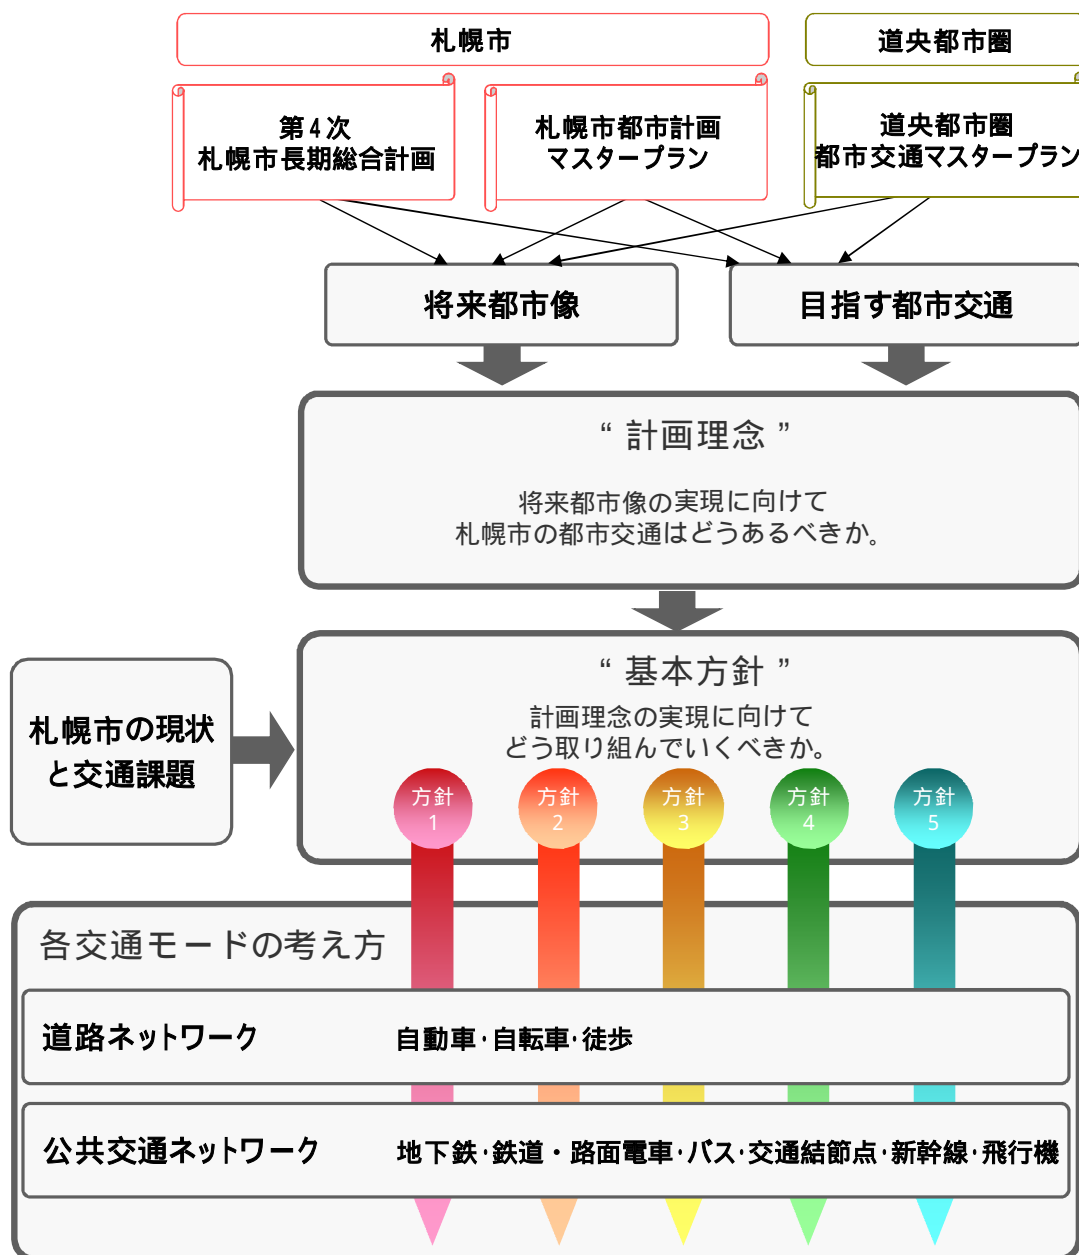 札幌市
道央都市圏
第4次
札幌市長期総合計画
札幌市都市計画
マスタープラン
道央都市圏
都市交通マスタープラン
将来都市像
目指す都市交通
“ 計画理念 ”
将来都市像の実現に向けて
札幌市の都市交通はどうあるべきか。
“ 基本方針 ”
計画理念の実現に向けて
どう取り組んでいくべきか。
札幌市の現状
と交通課題
方針
1
方針
2
方針
3
方針
4
方針
5
各交通モードの考え方
道路ネットワーク
自動車・自転車・徒歩
公共交通ネットワーク
地下鉄・鉄道・路面電車・バス・交通結節点・新幹線・飛行機